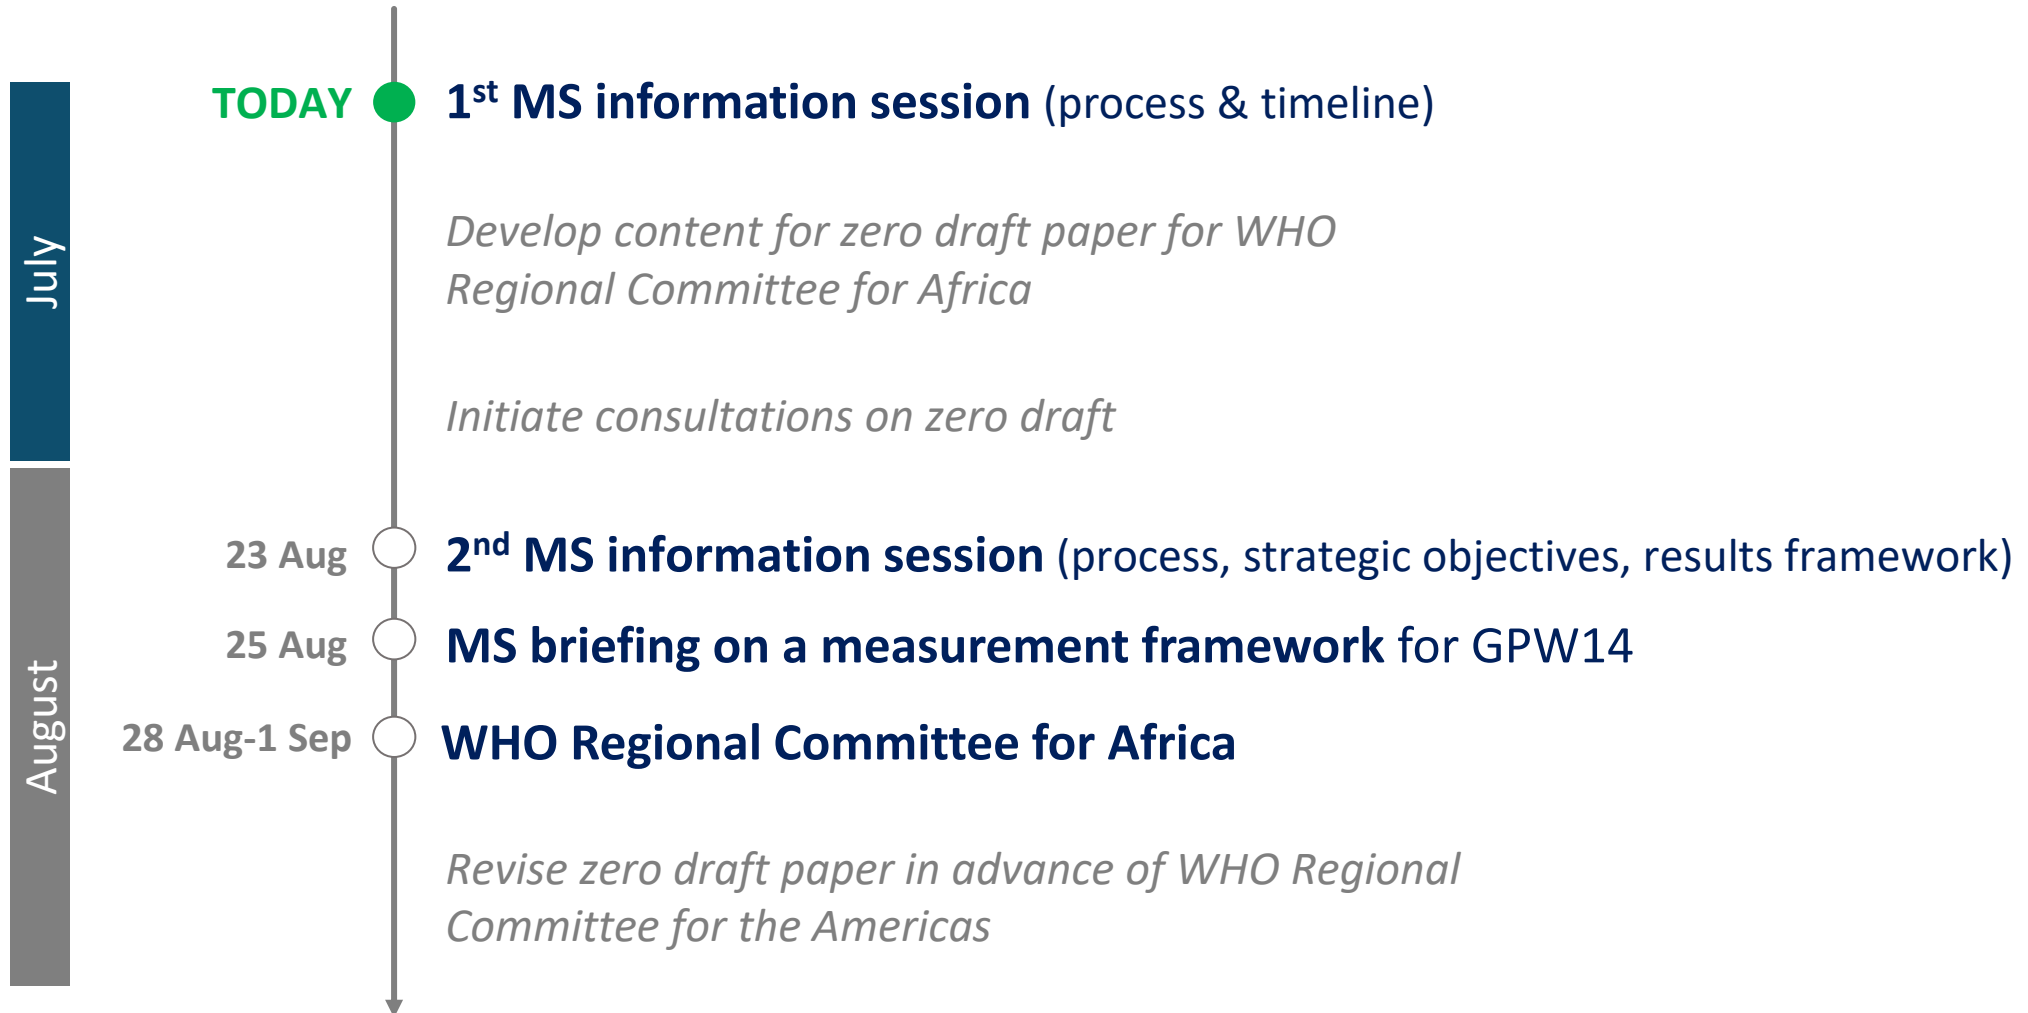 July
TODAY
1st MS information session (process & timeline)
Develop content for zero draft paper for WHO
Regional Committee for Africa
Initiate consultations on zero draft
August
23 Aug
2nd MS information session (process, strategic objectives, results framework)
25 Aug
MS briefing on a measurement framework for GPW14
28 Aug-1 Sep
WHO Regional Committee for Africa
Revise zero draft paper in advance of WHO Regional
Committee for the Americas